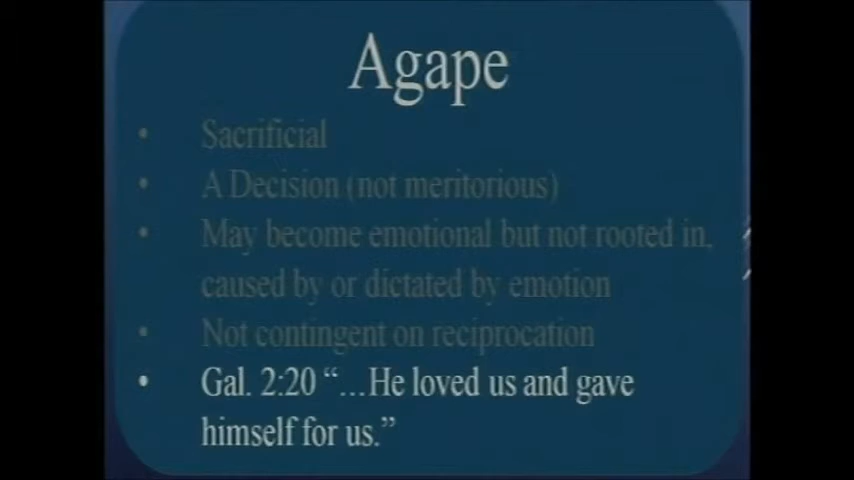 Agape
• Sacrificial
• A Decision (not meritorious)
• May become emotional but not rooted in,
caused by or dictated by emotion
• Not contingent on reciprocation
• Gal. 2:20 “…He loved us and gave
himself for us.”